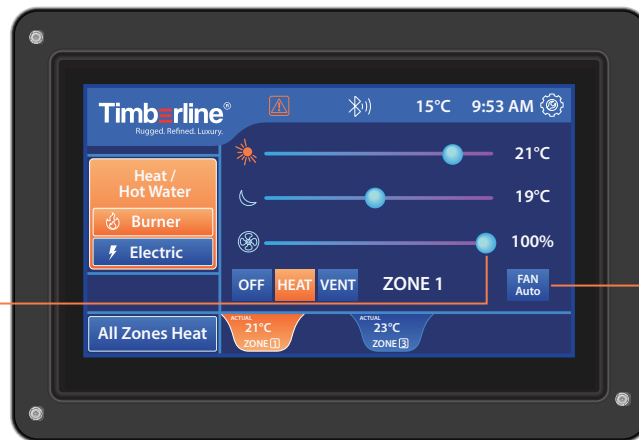 Timberline®
Rugged. Refined. Luxury.
15°C 9:53 AM
Heat /
Hot Water
Burner
Electric
21°C
19°C
100%
OFF HEAT VENT ZONE 1 FAN
Auto
All Zones Heat
ACTUAL
21°C
ZONE 1
ACTUAL
23°C
ZONE 3